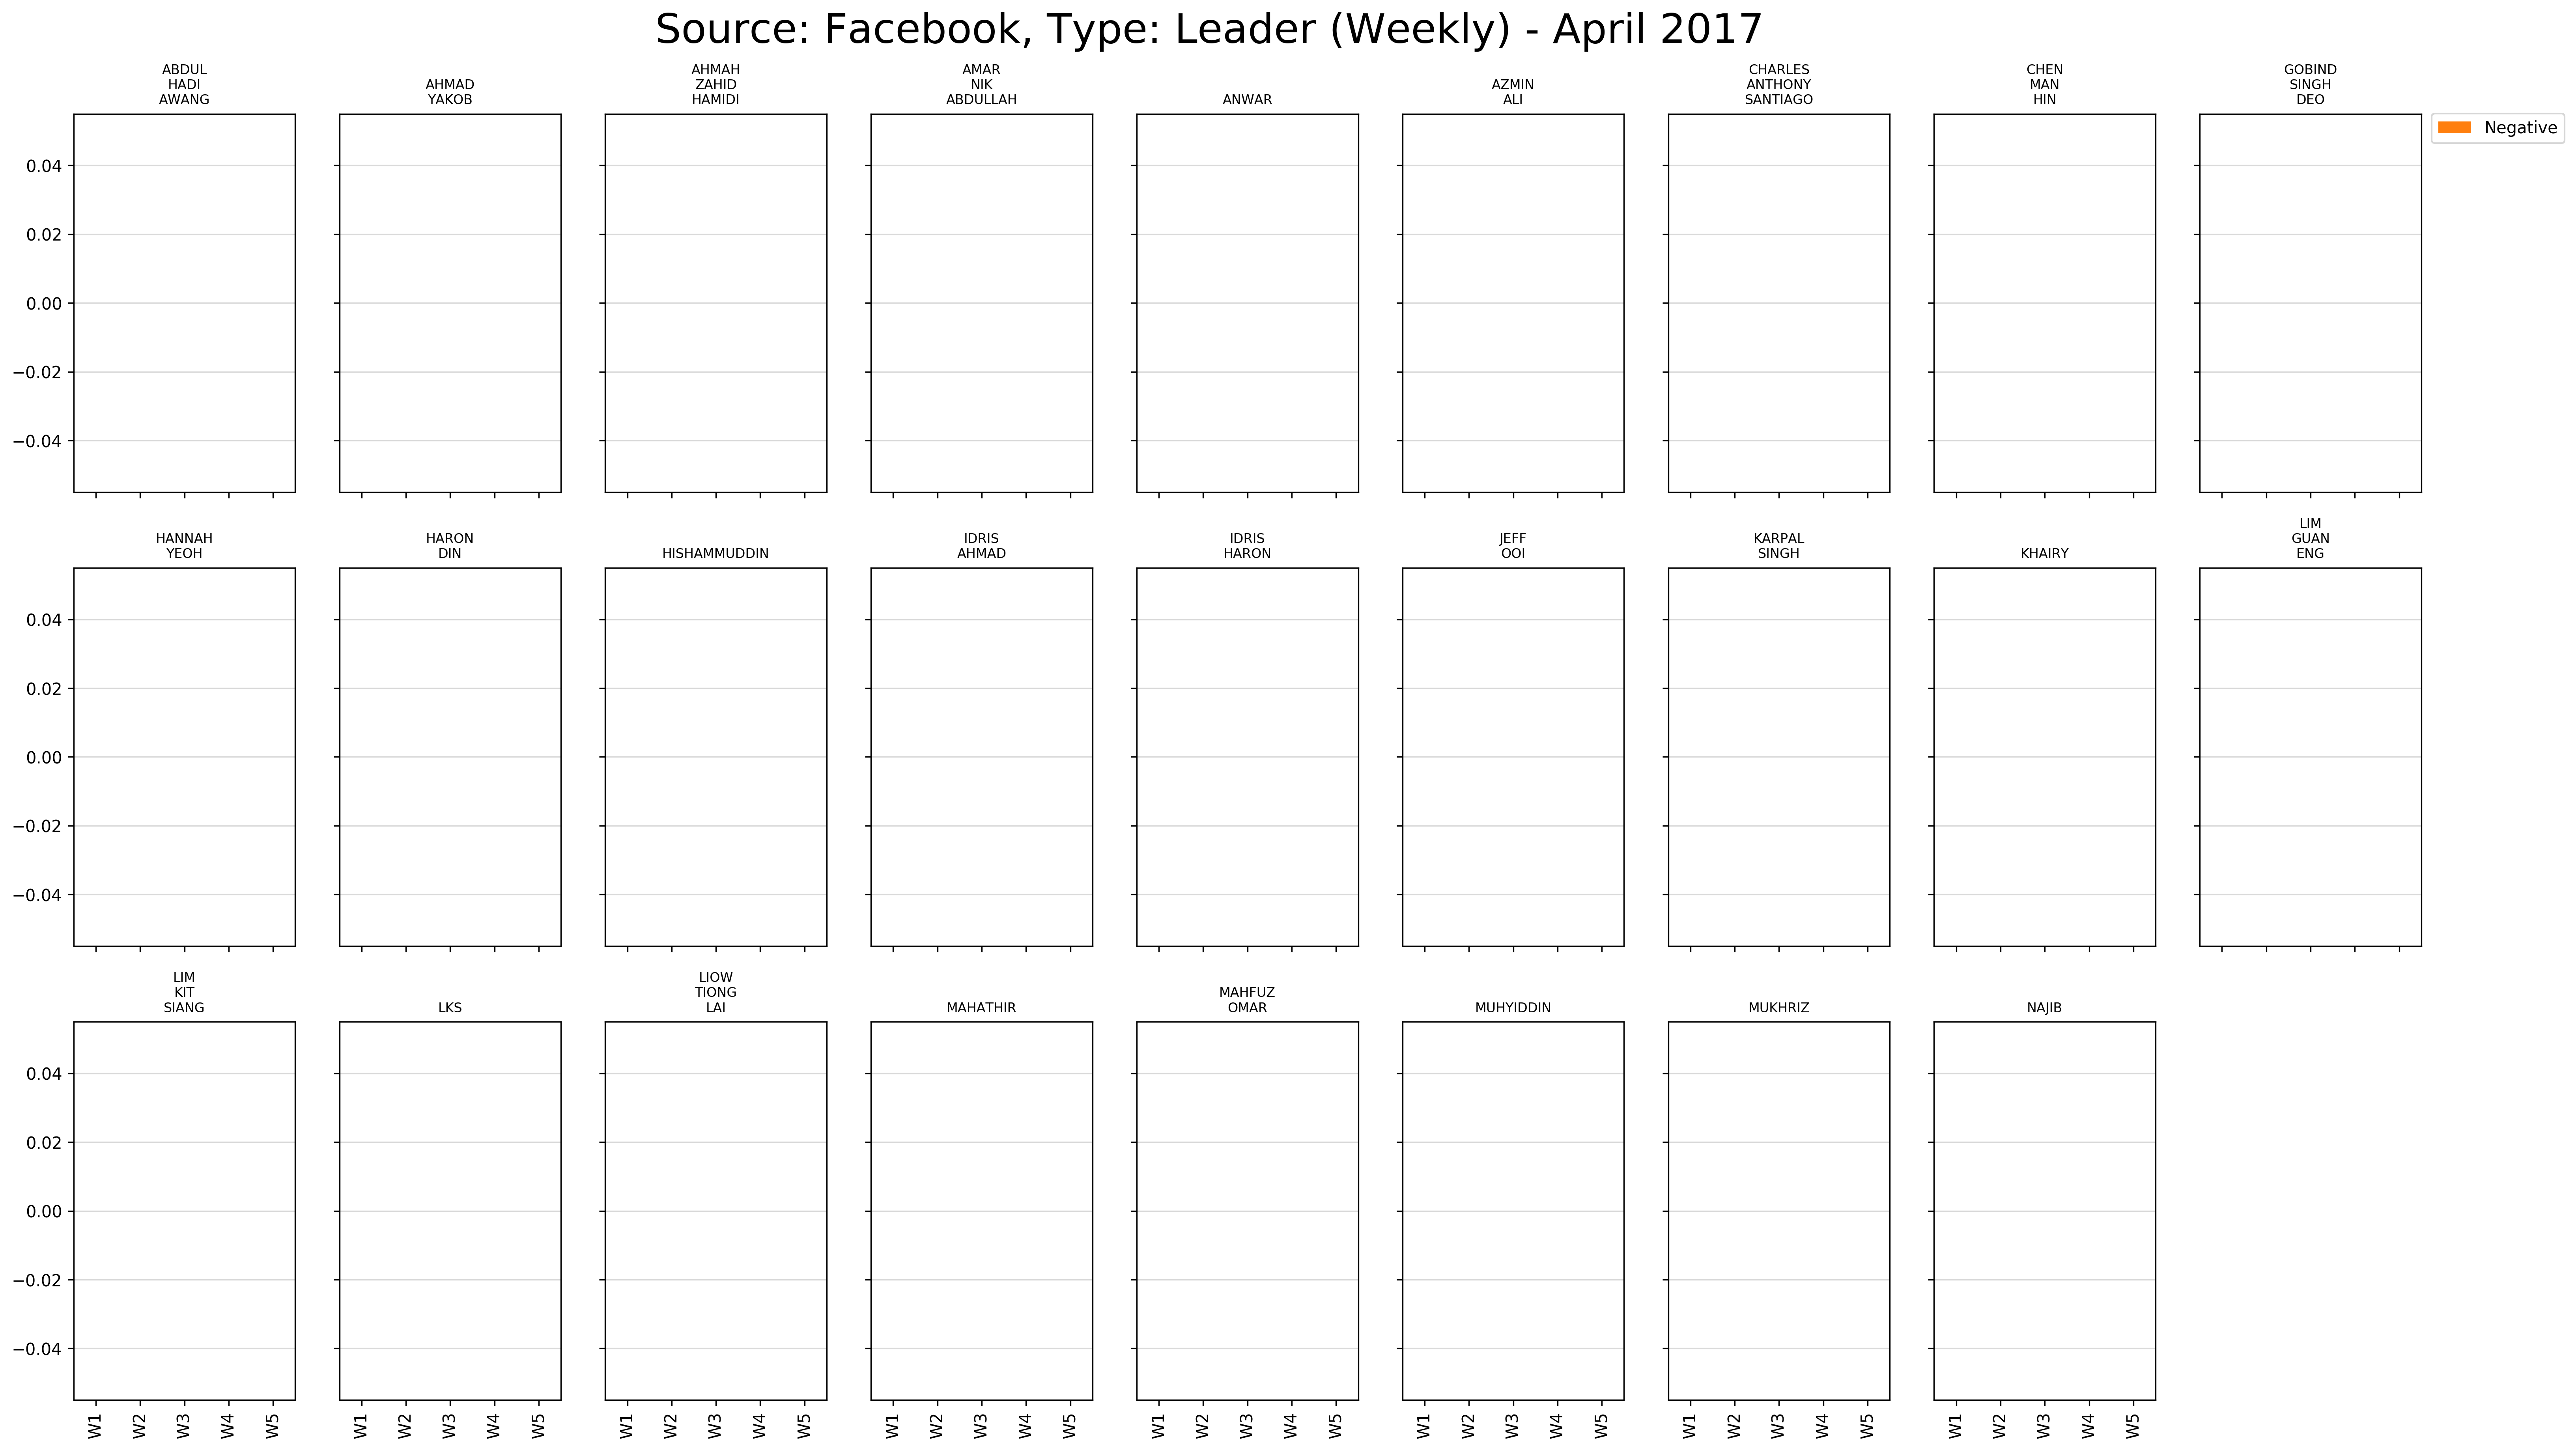 Source: Facebook, Type: Leader (Weekly) - April 2017
ABDUL
HADI
AWANG
AHMAD
YAKOB
AHMAH
ZAHID
HAMIDI
AMAR
NIK
ABDULLAH
ANWAR
AZMIN
ALI
CHARLES
ANTHONY
SANTIAGO
CHEN
MAN
HIN
GOBIND
SINGH
DEO
Negative
0.04
0.02
0.00
−0.02
−0.04
HANNAH
YEOH
HARON
DIN
HISHAMMUDDIN
IDRIS
AHMAD
IDRIS
HARON
JEFF
OOI
KARPAL
SINGH
KHAIRY
LIM
GUAN
ENG
0.04
0.02
0.00
−0.02
−0.04
LIM
KIT
SIANG
LKS
LIOW
TIONG
LAI
MAHATHIR
MAHFUZ
OMAR
MUHYIDDIN
MUKHRIZ
NAJIB
0.04
0.02
0.00
−0.02
−0.04
W1
W2
W3
W4
W5
W1
W2
W3
W4
W5
W1
W2
W3
W4
W5
W1
W2
W3
W4
W5
W1
W2
W3
W4
W5
W1
W2
W3
W4
W5
W1
W2
W3
W4
W5
W1
W2
W3
W4
W5